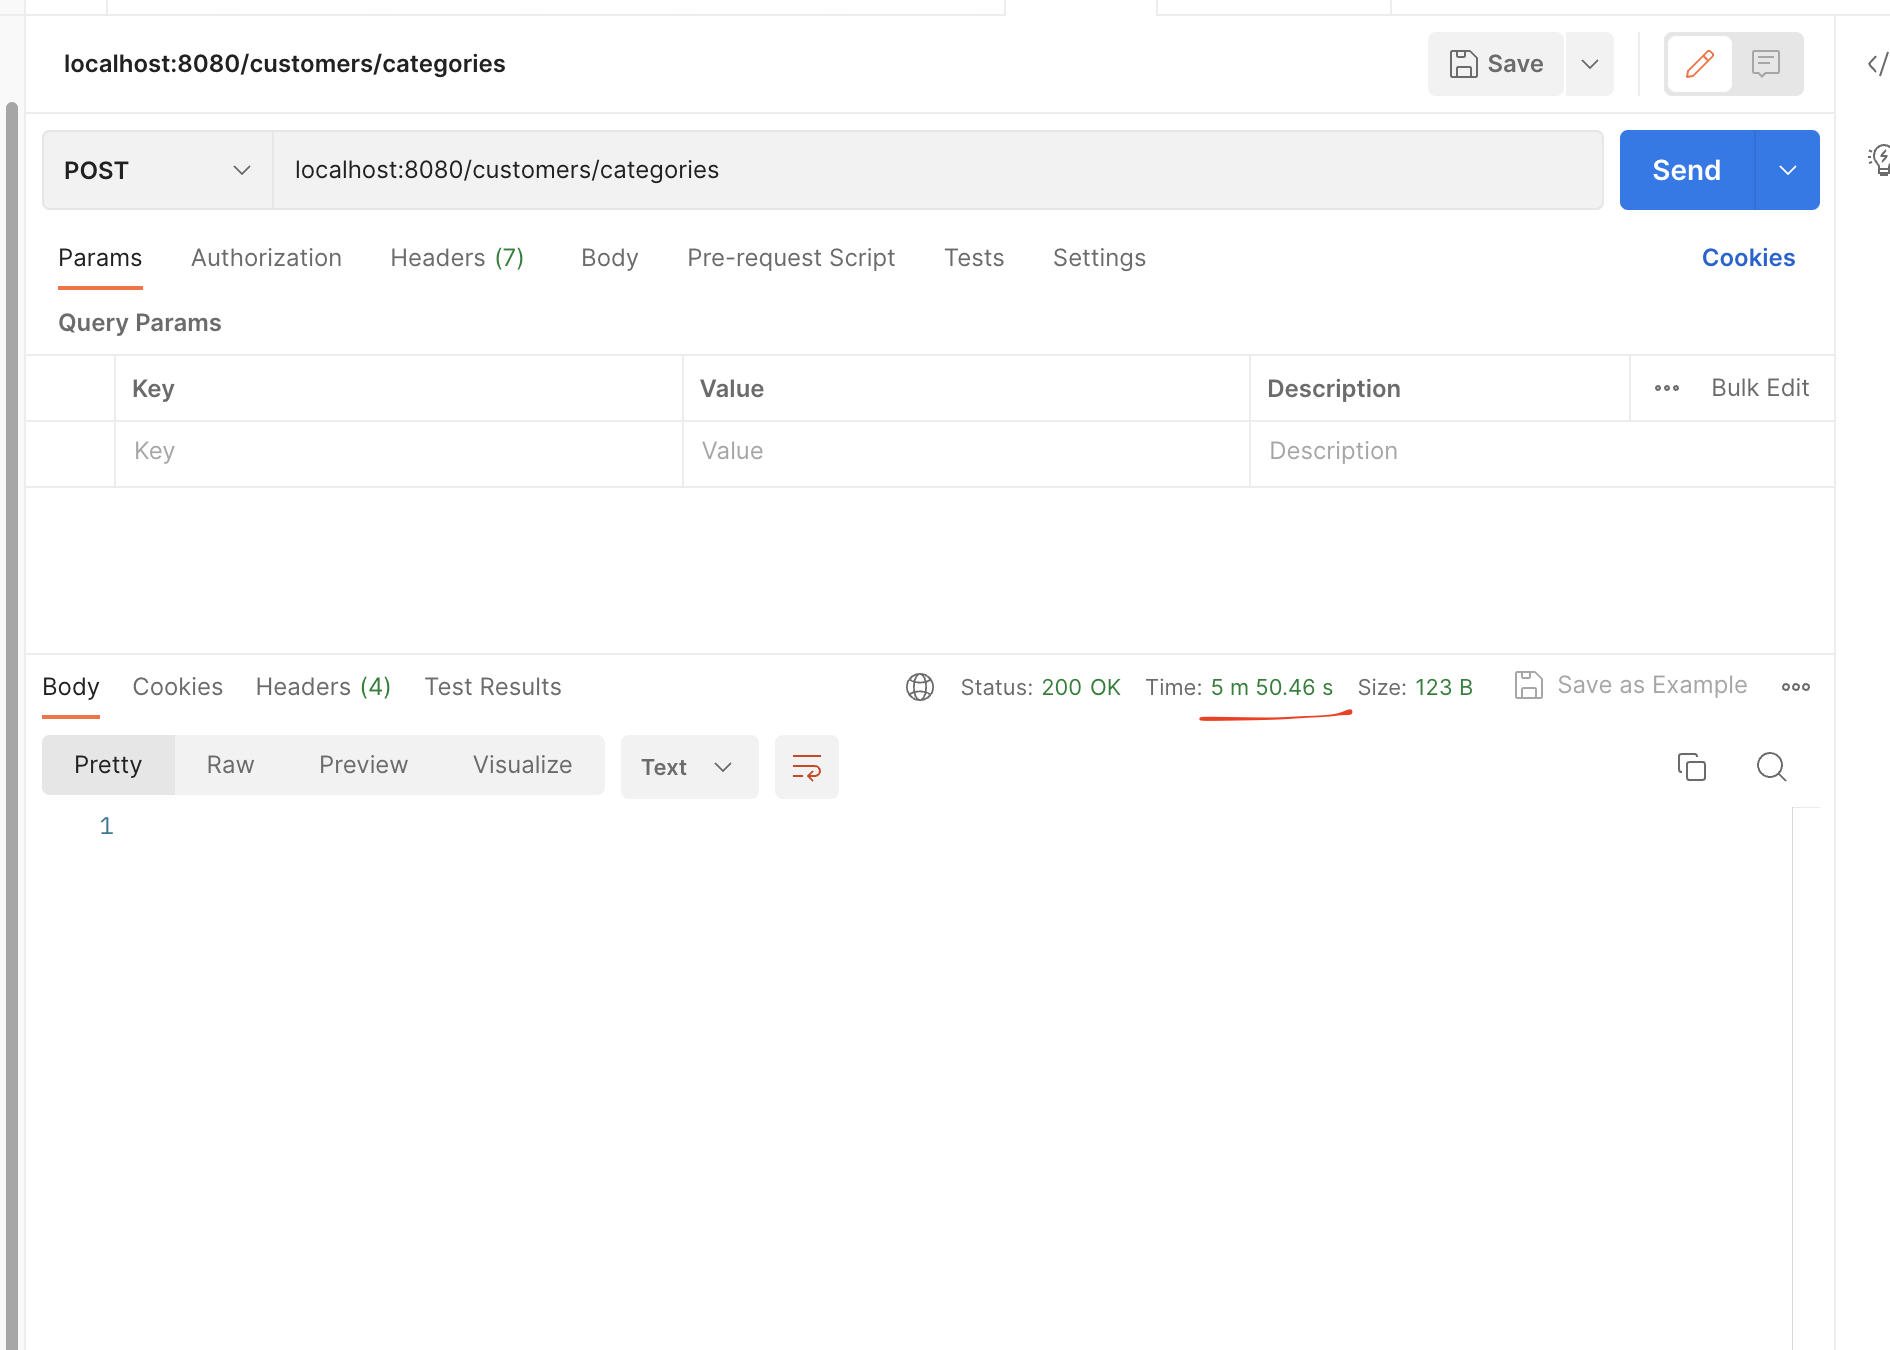 localhost:8080/customers/categories
Save
POST
localhost:8080/customers/categories
Send
Params Authorization Headers (7) Body Pre-request Script Tests Settings Cookies
Query Params
Key Value Description Bulk Edit
Key Value Description
Body Cookies Headers (4) Test Results Status: 200 OK Time: 5 m 50.46 s Size: 123 B Save as Example
Pretty Raw Preview Visualize Text
1